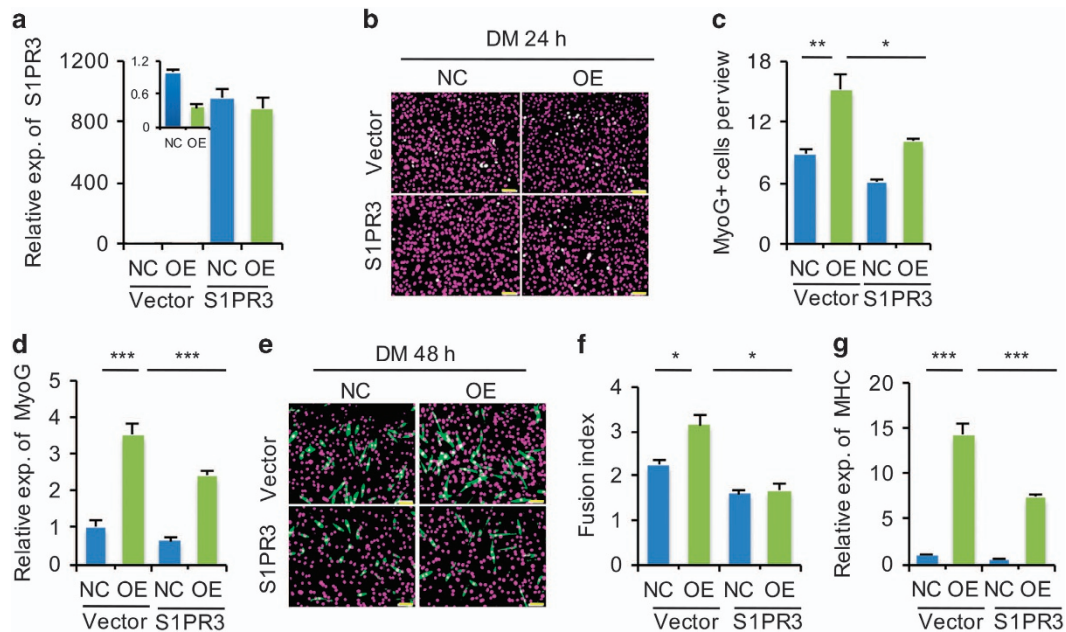 a
Relative exp. of S1PR3
1200
800
400
0
1.2
0.6
0
NC OE
NC OE NC OE
Vector S1PR3
b
DM 24 h
NC OE
Vector
S1PR3
c
MyoG+ cells per view
18
12
6
0
** *
NC OE NC OE
Vector S1PR3
d
Relative exp. of MyoG
5
4
3
2
1
0
*** ***
NC OE NC OE
Vector S1PR3
e
DM 48 h
NC OE
Vector
S1PR3
f
Fusion index
4
3
2
1
0
* *
NC OE NC OE
Vector S1PR3
g
Relative exp. of MHC
20
15
10
5
0
*** ***
NC OE NC OE
Vector S1PR3